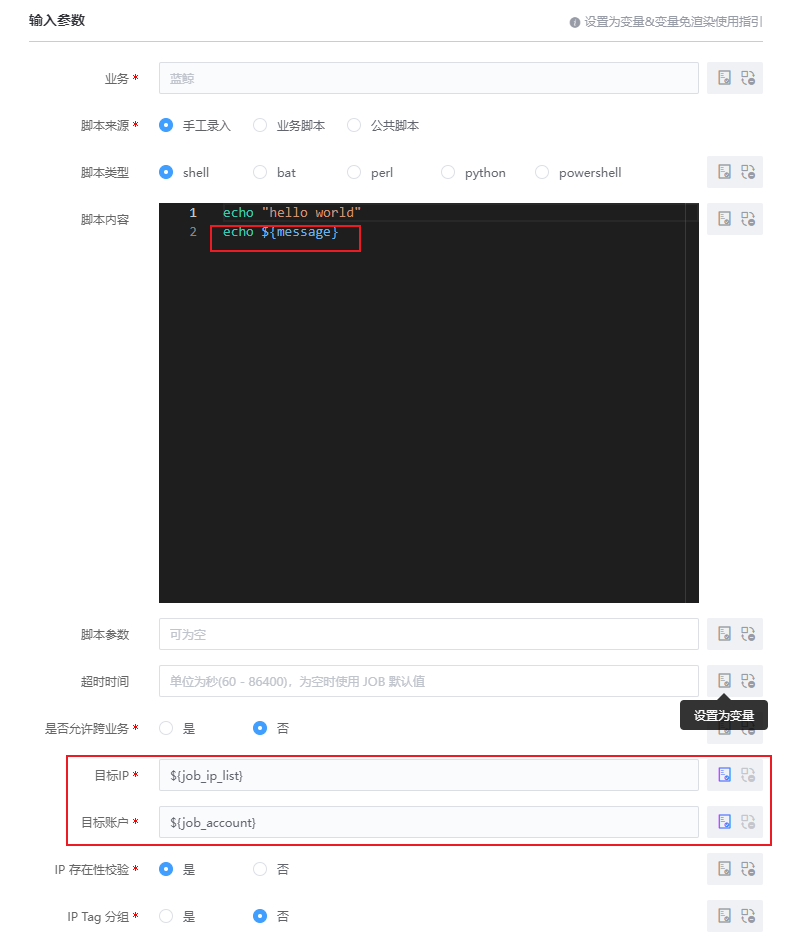 输入参数
设置为变量&变量免渲染使用指引
业务 * 蓝鲸
脚本来源 * 手工录入 业务脚本 公共脚本
脚本类型 shell bat perl python powershell
脚本内容
1 echo "hello world"
2 echo ${message}
脚本参数 可为空
超时时间 单位为秒(60 - 86400)，为空时使用 JOB 默认值
设置为变量
是否允许跨业务 * 是 否
目标IP * ${job_ip_list}
目标账户 * ${job_account}
IP 存在性校验 * 是 否
IP Tag 分组 * 是 否